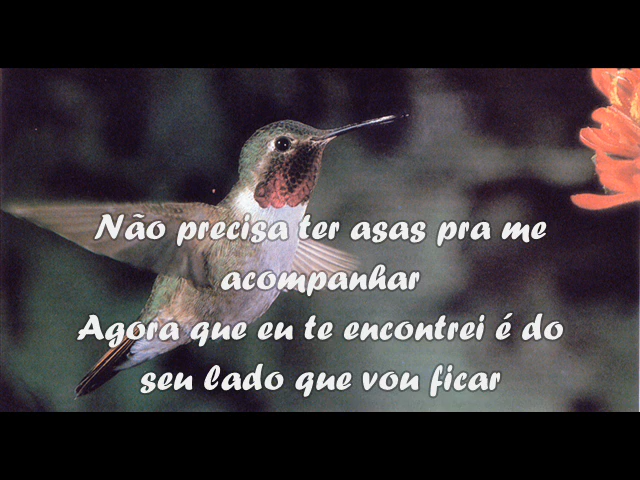 Não precisa ter asas pra me
acompanhar
Agora que eu te encontrei é do
seu lado que vou ficar